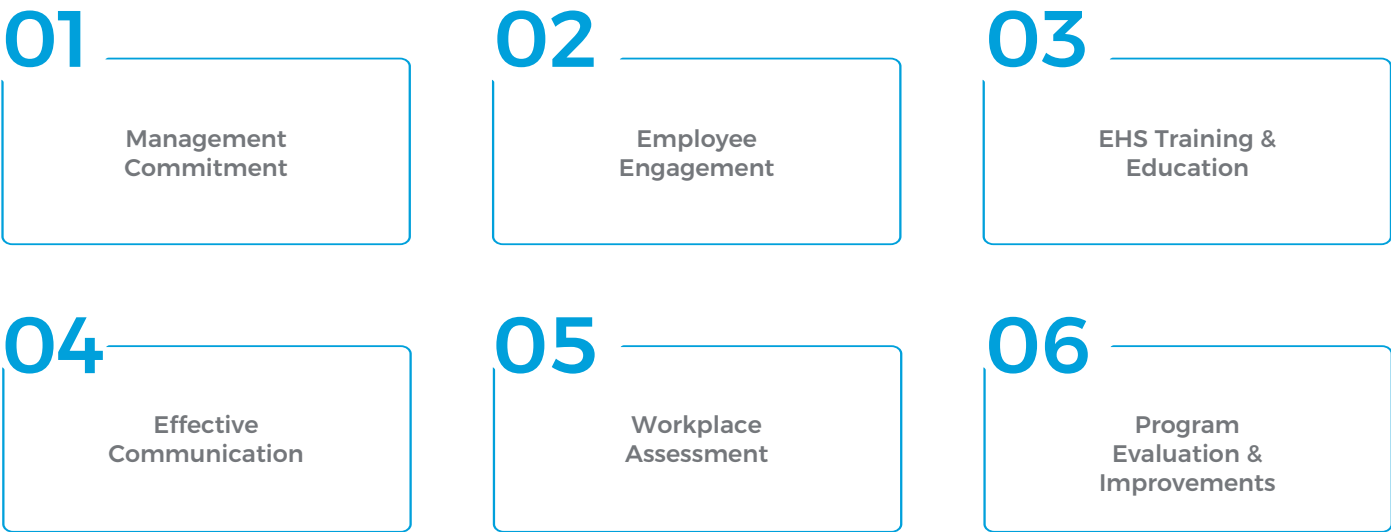 01
Management
Commitment
02
Employee
Engagement
03
EHS Training &
Education
04
Effective
Communication
05
Workplace
Assessment
06
Program
Evaluation &
Improvements